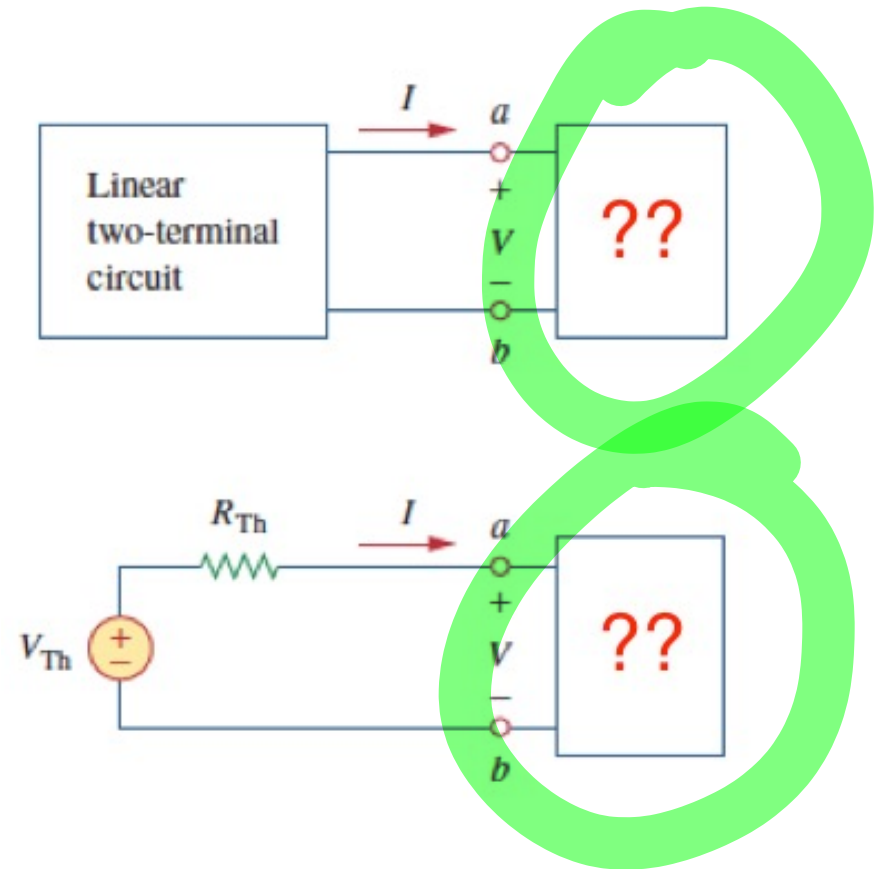 I
a
Linear
two-terminal
circuit
+
V
–
b
??
R_Th
I
a
V_Th
+
–
+
V
–
b
??